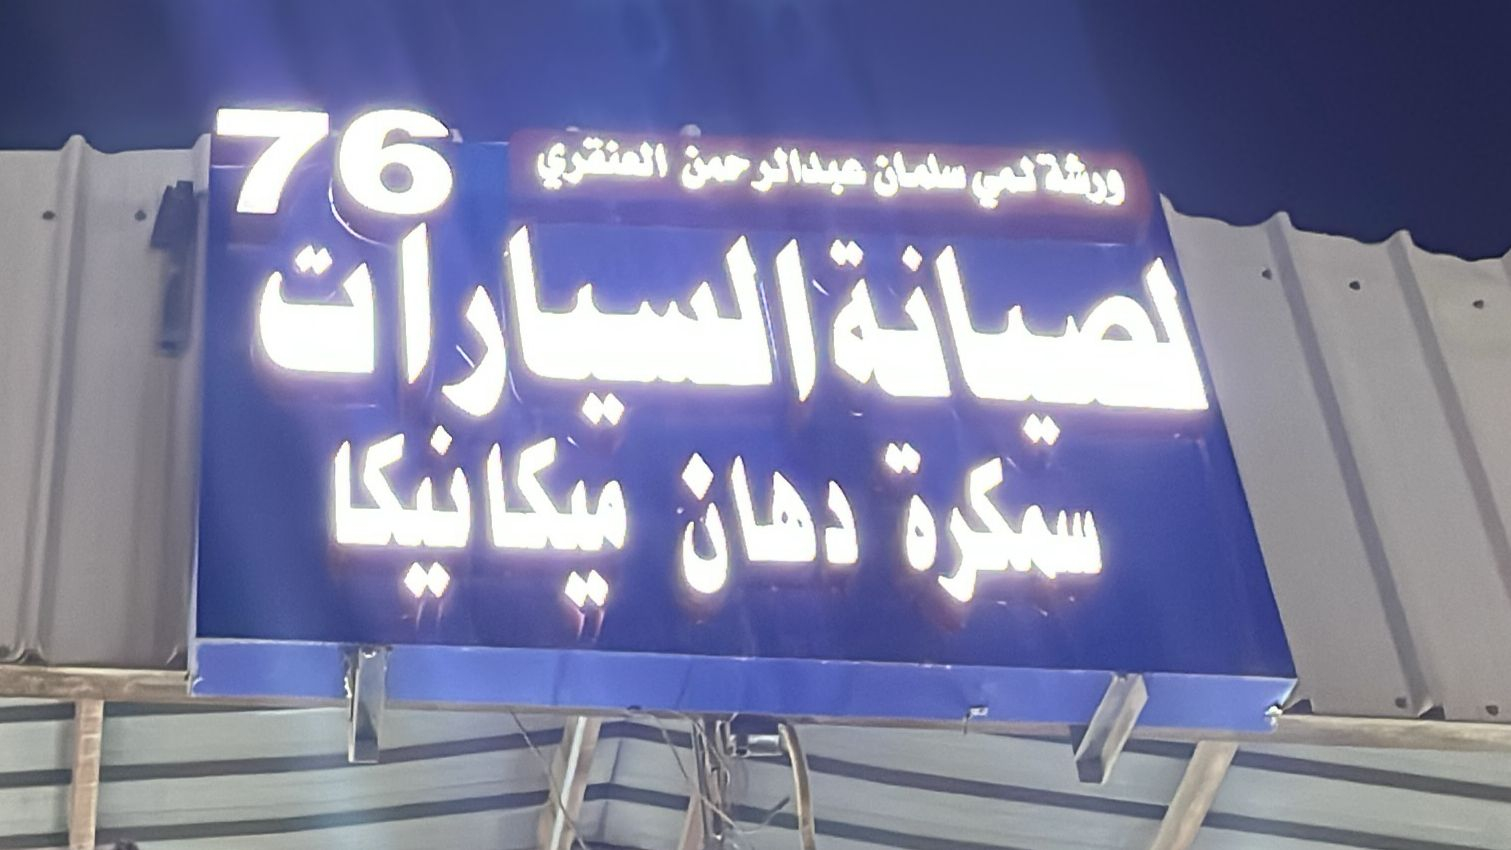 76
ورشة لمي سلمان عبدالرحمن العنقري
لصيانة السيارات
سمكرة دهان ميكانيكا